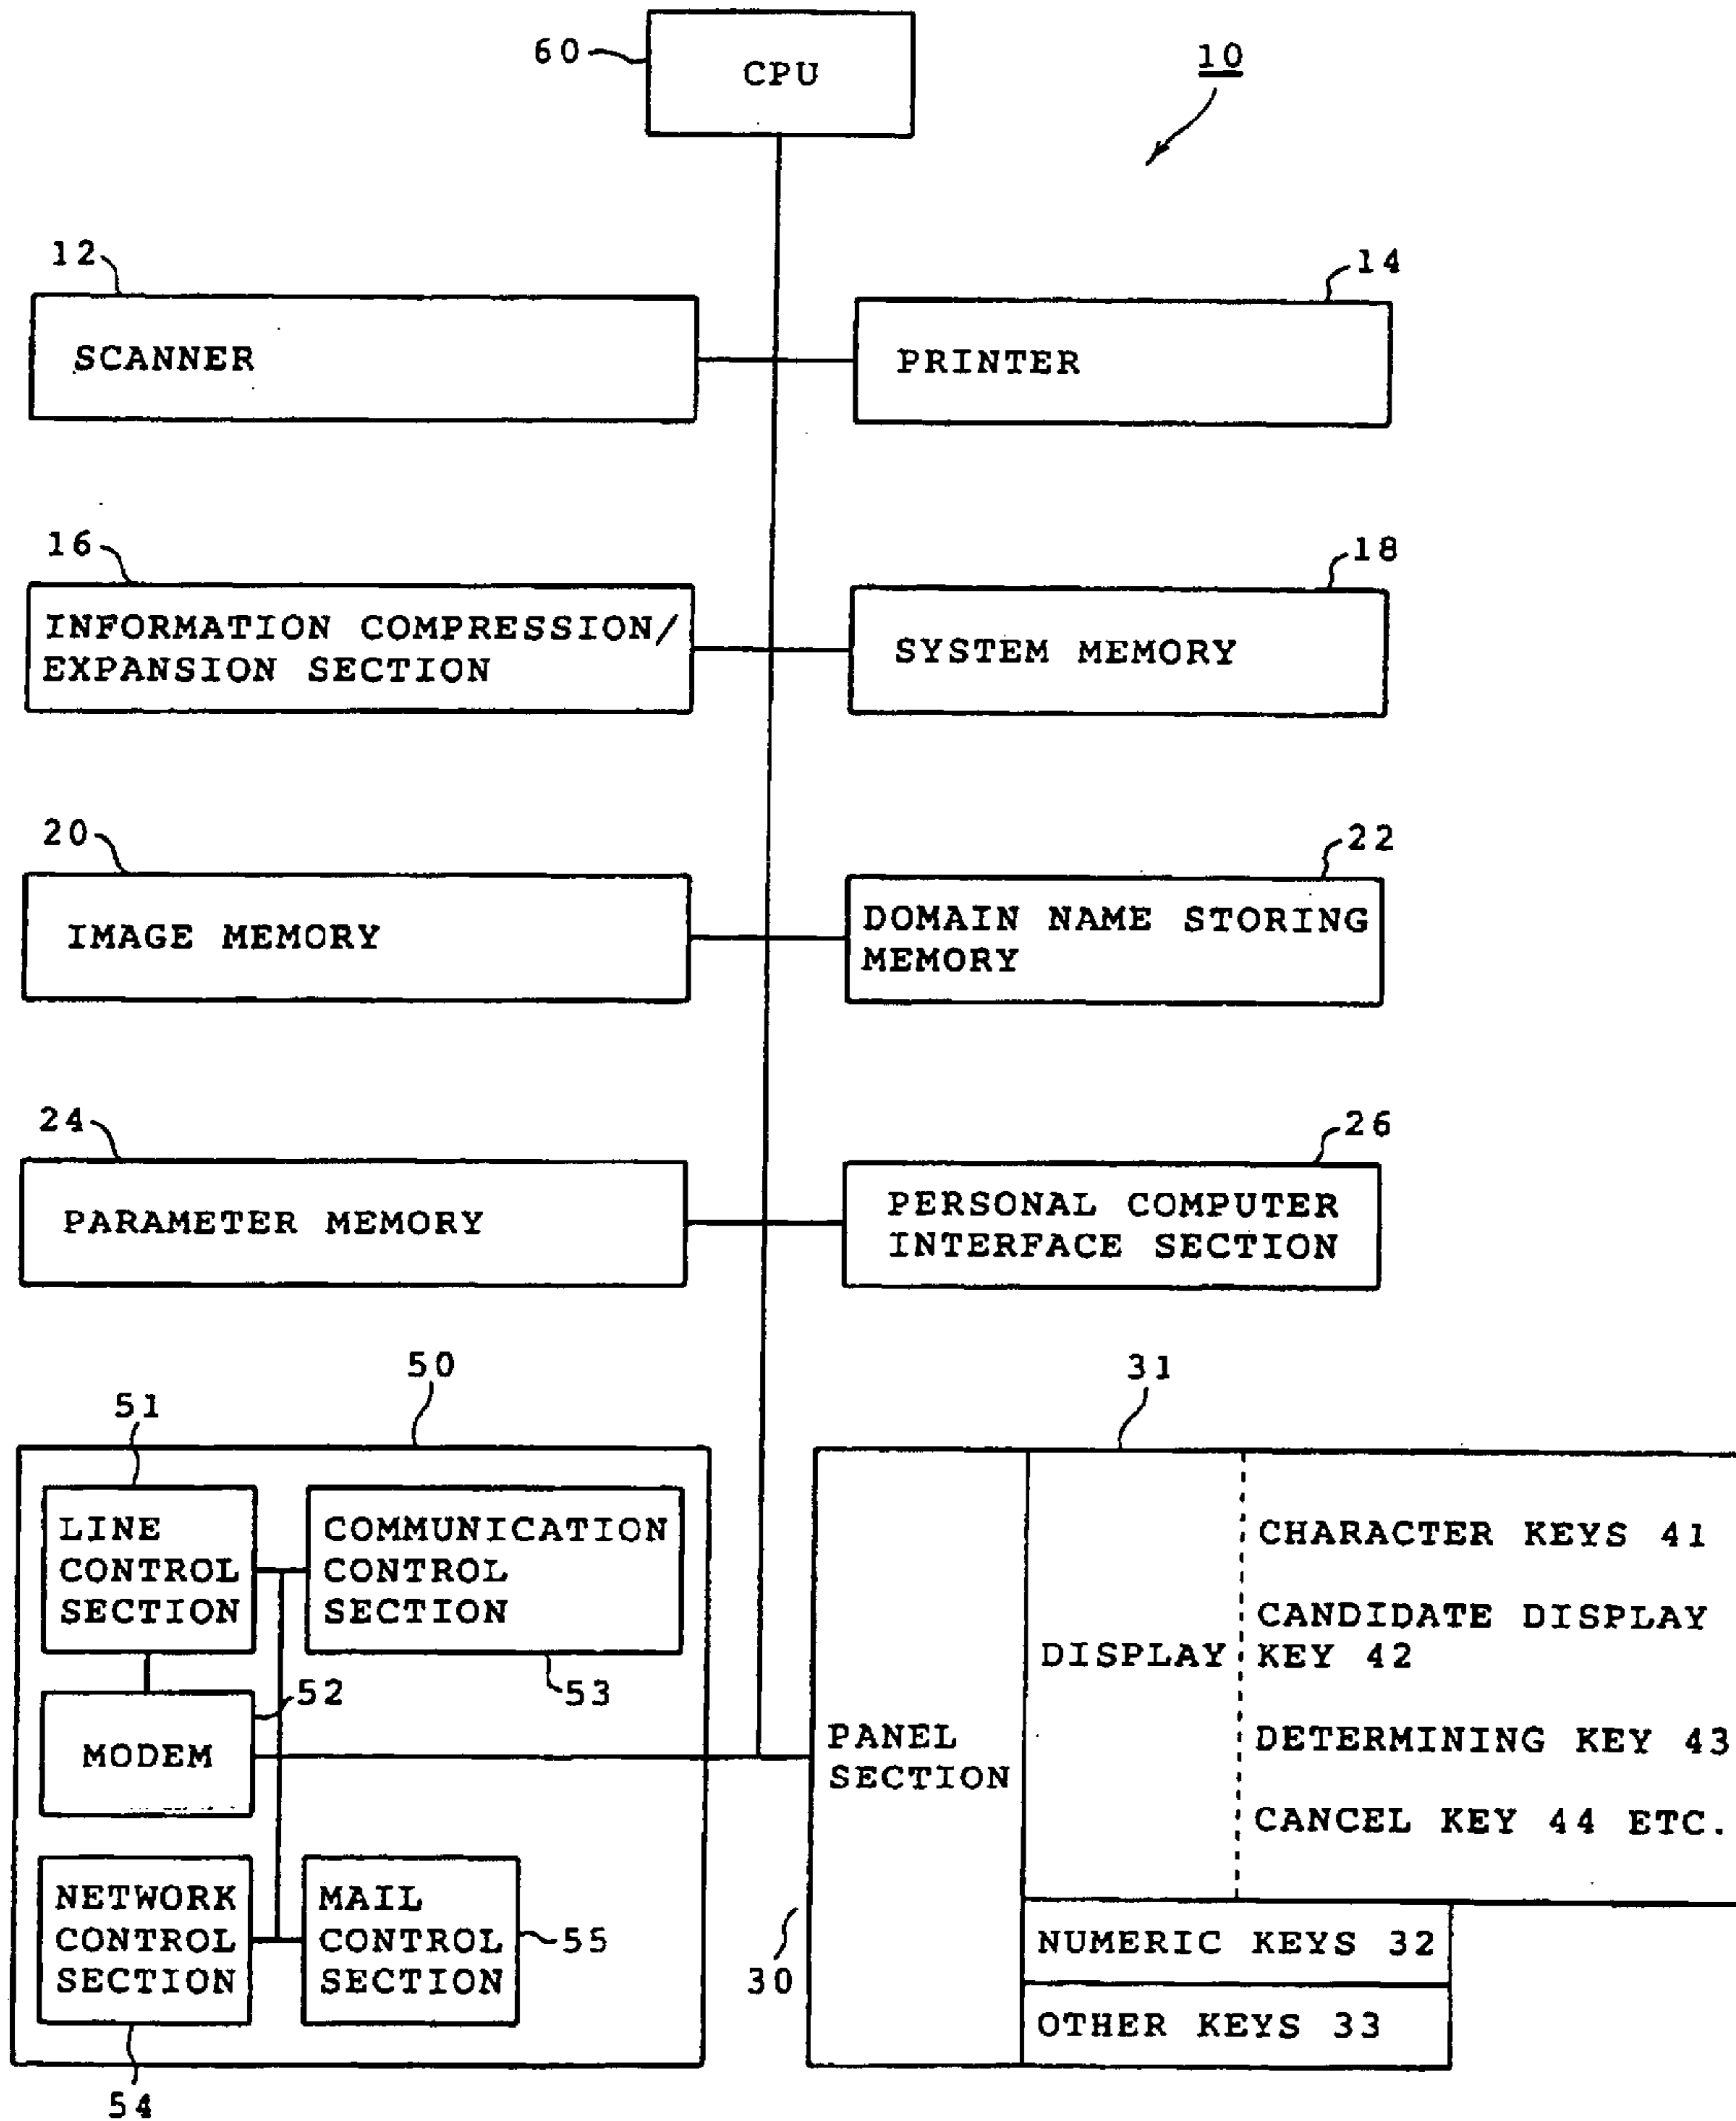 60
CPU
10
12
14
SCANNER
PRINTER
16
18
INFORMATION COMPRESSION/
EXPANSION SECTION
SYSTEM MEMORY
20
22
IMAGE MEMORY
DOMAIN NAME STORING
MEMORY
24
26
PARAMETER MEMORY
PERSONAL COMPUTER
INTERFACE SECTION
50
51
LINE
CONTROL
SECTION
COMMUNICATION
CONTROL
SECTION
52
53
MODEM
NETWORK
CONTROL
SECTION
MAIL
CONTROL
SECTION
55
54
31
PANEL
SECTION
30
DISPLAY
CHARACTER KEYS 41
CANDIDATE DISPLAY
KEY 42
DETERMINING KEY 43
CANCEL KEY 44 ETC.
NUMERIC KEYS 32
OTHER KEYS 33